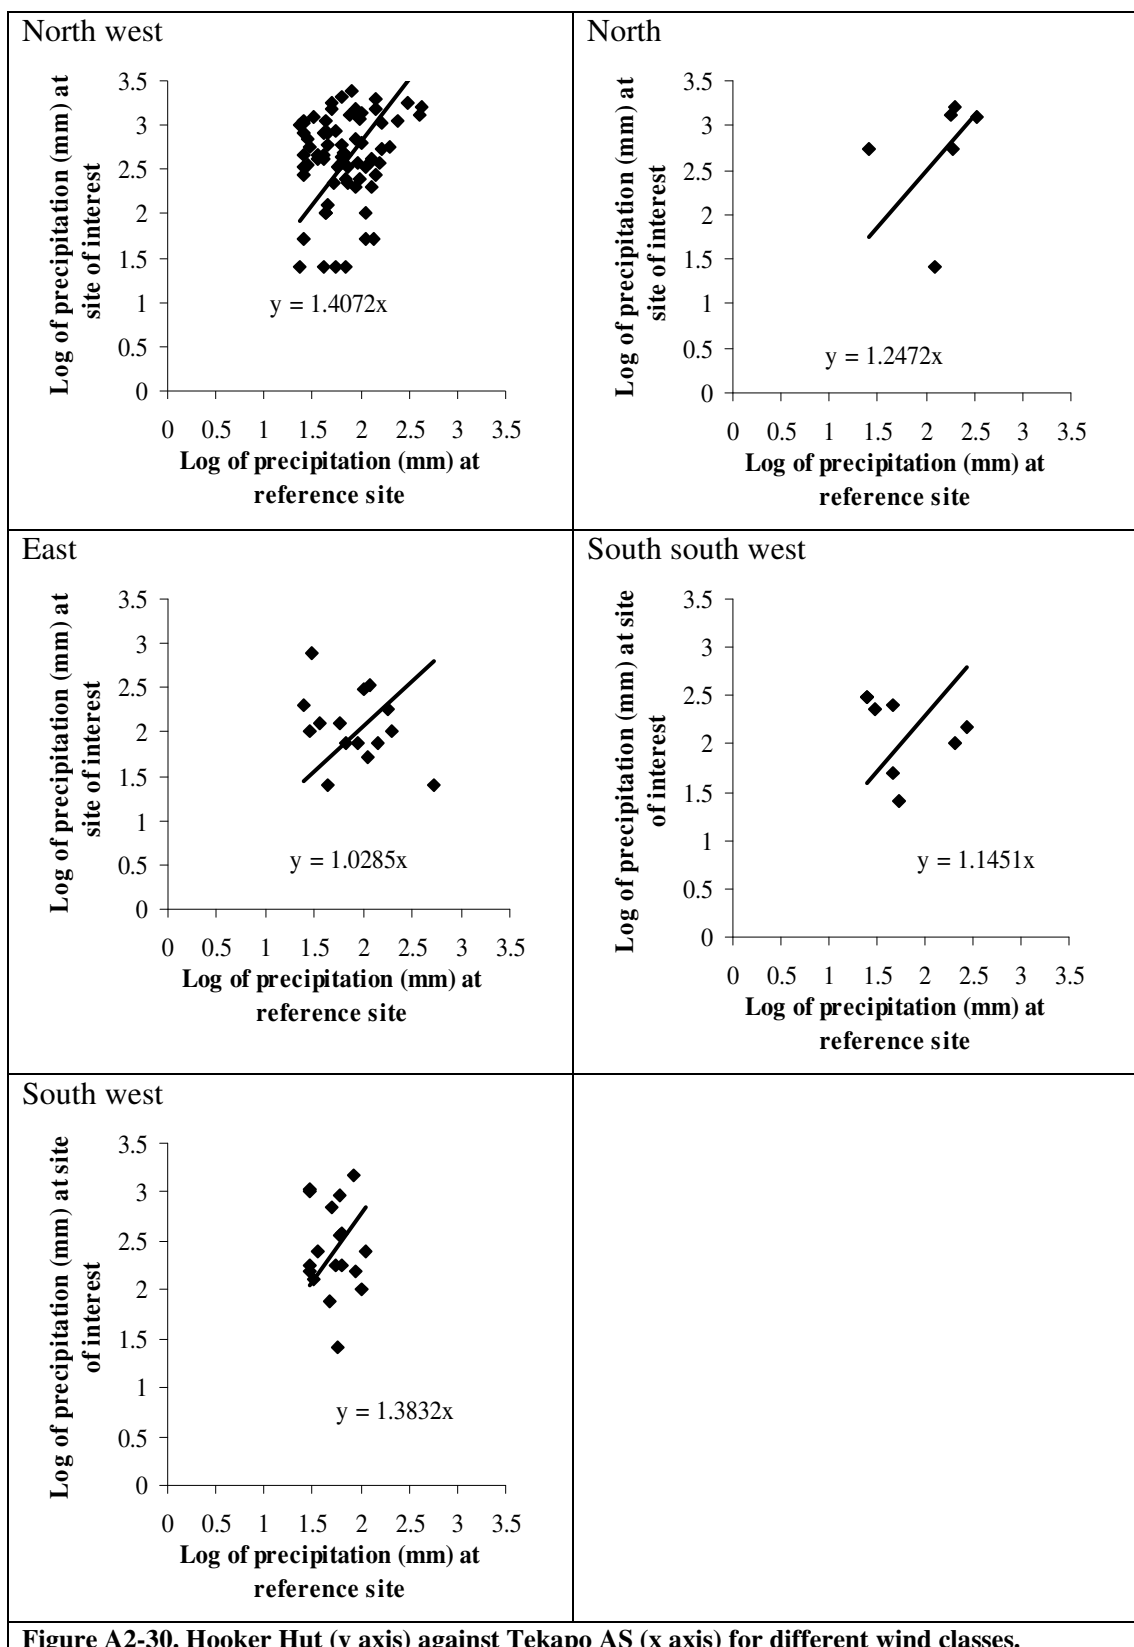 North west
Log of precipitation (mm) at
site of interest
3.5
3
2.5
2
1.5
1
0.5
0
y = 1.4072x
0 0.5 1 1.5 2 2.5 3 3.5
Log of precipitation (mm) at
reference site
North
Log of precipitation (mm) at
site of interest
3.5
3
2.5
2
1.5
1
0.5
0
y = 1.2472x
0 0.5 1 1.5 2 2.5 3 3.5
Log of precipitation (mm) at
reference site
East
Log of precipitation (mm) at
site of interest
3.5
3
2.5
2
1.5
1
0.5
0
y = 1.0285x
0 0.5 1 1.5 2 2.5 3 3.5
Log of precipitation (mm) at
reference site
South south west
Log of precipitation (mm) at site
of interest
3.5
3
2.5
2
1.5
1
0.5
0
y = 1.1451x
0 0.5 1 1.5 2 2.5 3 3.5
Log of precipitation (mm) at
reference site
South west
Log of precipitation (mm) at site
of interest
3.5
3
2.5
2
1.5
1
0.5
0
y = 1.3832x
0 0.5 1 1.5 2 2.5 3 3.5
Log of precipitation (mm) at
reference site
Figure A2-30. Hooker Hut (y axis) against Tekapo AS (x axis) for different wind classes.